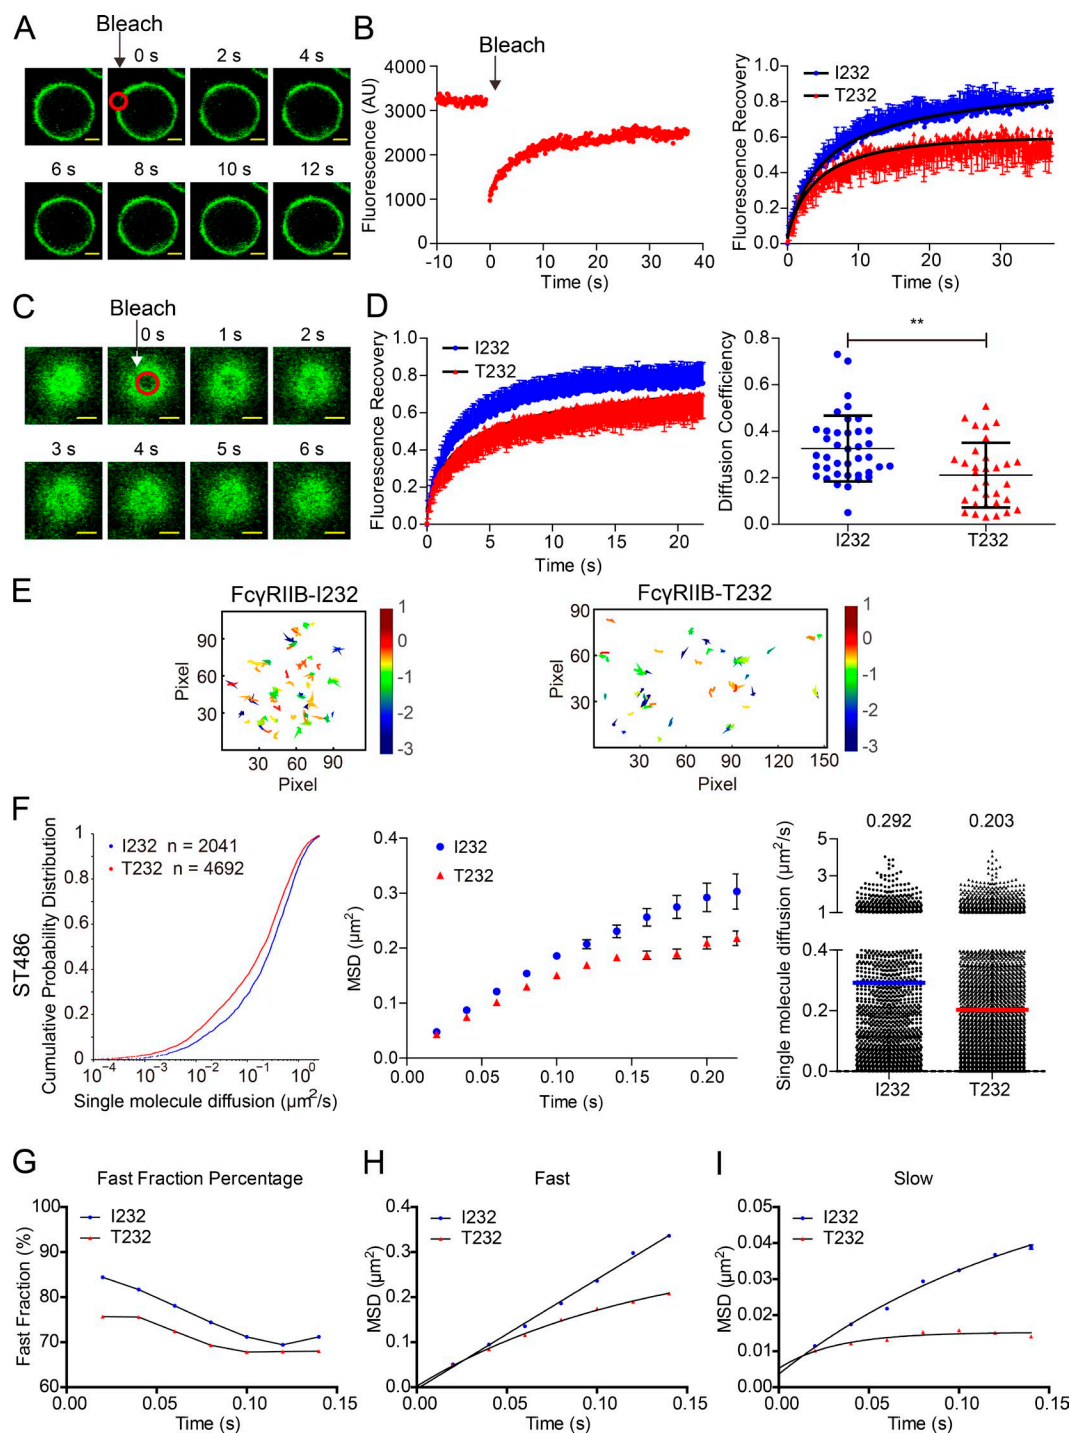 A
Bleach
0 s
2 s
4 s
6 s
8 s
10 s
12 s
B
Bleach
Fluorescence (AU)
4000
3000
2000
1000
0
-10
0
10
20
30
40
Time (s)
Fluorescence Recovery
1.0
0.8
0.6
0.4
0.2
0.0
I232
T232
0
10
20
30
Time (s)
C
Bleach
0 s
1 s
2 s
3 s
4 s
5 s
6 s
D
Fluorescence Recovery
1.0
0.8
0.6
0.4
0.2
0.0
I232
T232
0
5
10
15
20
Time (s)
Diffusion Coefficiency
0.8
0.6
0.4
0.2
0.0
**
I232
T232
E
FcγRIIB-I232
Pixel
90
60
30
30 60 90
Pixel
1
0
-1
-2
-3
FcγRIIB-T232
Pixel
90
60
30
30 60 90 120 150
Pixel
1
0
-1
-2
-3
F
ST486
Cumulative Probability Distribution
1
0.8
0.6
0.4
0.2
0
I232 n = 2041
T232 n = 4692
10⁻⁴ 10⁻³ 10⁻² 10⁻¹ 10⁰
Single molecule diffusion (μm²/s)
MSD (μm²)
0.4
0.3
0.2
0.1
0.0
I232
T232
0.00 0.05 0.10 0.15 0.20
Time (s)
Single molecule diffusion (μm²/s)
0.292 0.203
5
3
1
0.4
0.2
0.0
I232 T232
G
Fast Fraction Percentage
Fast Fraction (%)
100
90
80
70
60
I232
T232
0.00 0.05 0.10 0.15
Time (s)
H
Fast
MSD (μm²)
0.4
0.3
0.2
0.1
0.0
I232
T232
0.00 0.05 0.10 0.15
Time (s)
I
Slow
MSD (μm²)
0.05
0.04
0.03
0.02
0.01
0.00
I232
T232
0.00 0.05 0.10 0.15
Time (s)